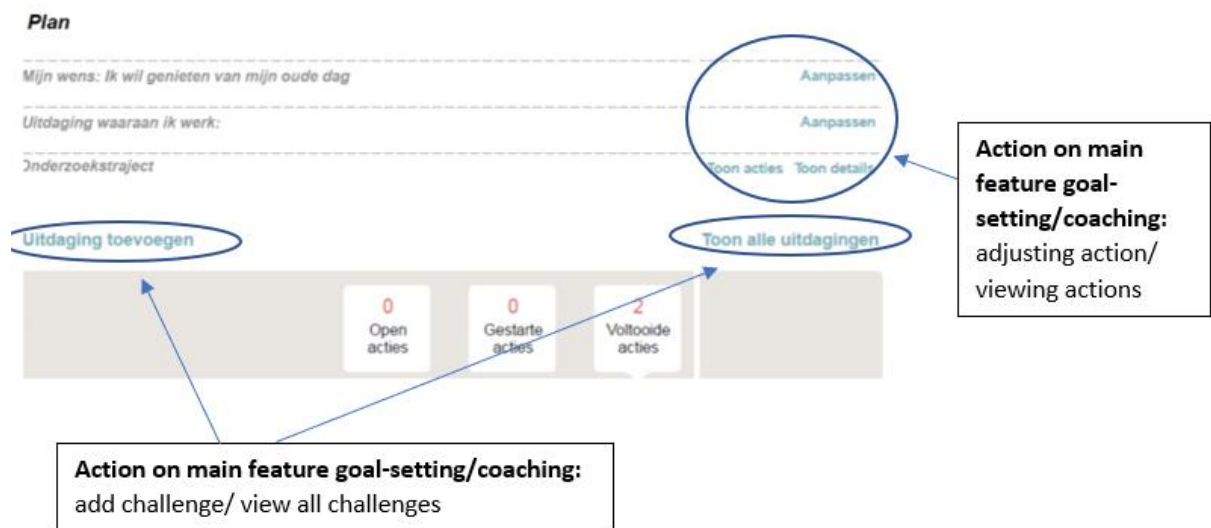 Plan
Mijn wens: Ik wil genieten van mijn oude dag Aanpassen
Uitdaging waaraan ik werk: Aanpassen
Onderzoekstraject Toon acties Toon details
Uitdaging toevoegen Toon alle uitdagingen
0 0 2
Open Gestarte Voltooide
acties acties acties
Action on main
feature goal-
setting/coaching:
adjusting action/
viewing actions
Action on main feature goal-setting/coaching:
add challenge/ view all challenges